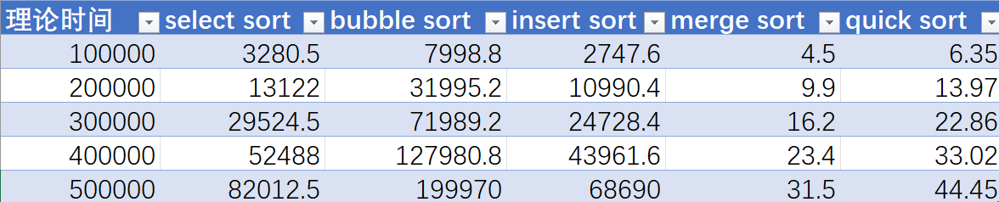 理论时间 select sort bubble sort insert sort merge sort quick sort
100000 3280.5 7998.8 2747.6 4.5 6.35
200000 13122 31995.2 10990.4 9.9 13.97
300000 29524.5 71989.2 24728.4 16.2 22.86
400000 52488 127980.8 43961.6 23.4 33.02
500000 82012.5 199970 68690 31.5 44.45